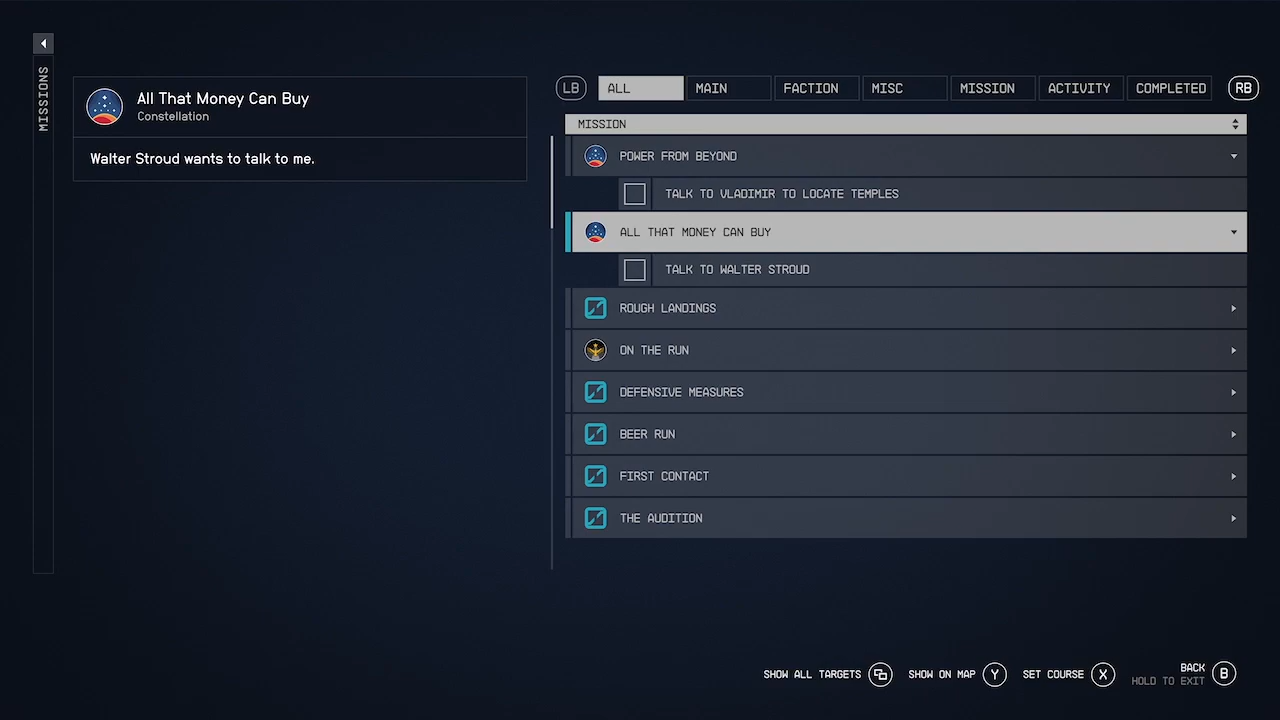 MISSIONS
All That Money Can Buy
Constellation
Walter Stroud wants to talk to me.
LB ALL MAIN FACTION MISC MISSION ACTIVITY COMPLETED RB
MISSION
POWER FROM BEYOND
TALK TO VLADIMIR TO LOCATE TEMPLES
ALL THAT MONEY CAN BUY
TALK TO WALTER STROUD
ROUGH LANDINGS
ON THE RUN
DEFENSIVE MEASURES
BEER RUN
FIRST CONTACT
THE AUDITION
SHOW ALL TARGETS SHOW ON MAP Y SET COURSE X BACK B
HOLD TO EXIT